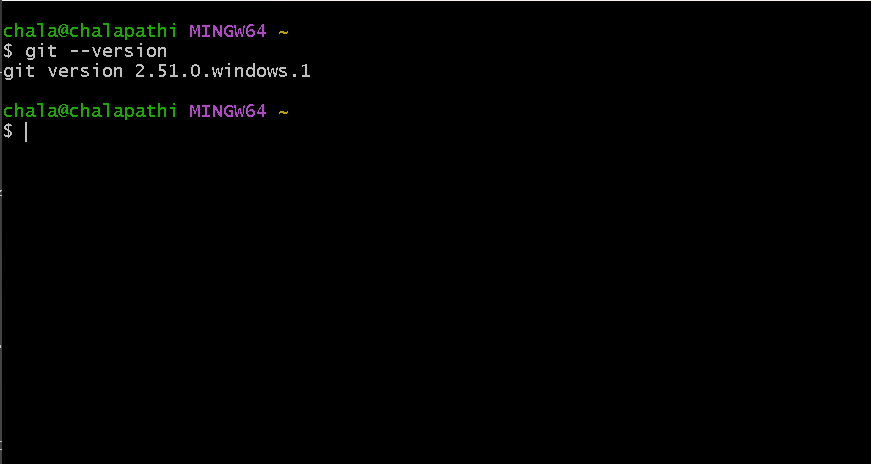 chala@chalapathi MINGW64 ~
$ git --version
git version 2.51.0.windows.1
chala@chalapathi MINGW64 ~
$